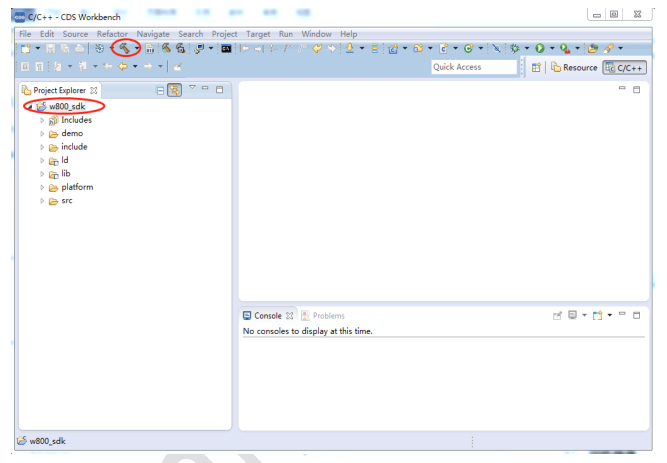 C/C++ - CDS Workbench
File Edit Source Refactor Navigate Search Project Target Run Window Help
Quick Access
Resource
C/C++
Project Explorer
w800_sdk
Includes
demo
include
ld
lib
platform
src
Console
Problems
No consoles to display at this time.
w800_sdk